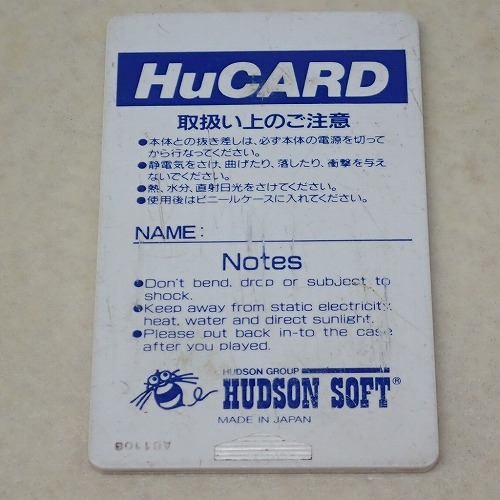 HuCARD
取扱い上のご注意
●本体との抜き差しは、必ず本体の電源を切って
から行なってください。
●静電気をさけ、曲げたり、落したり、衝撃を与え
ないでください。
●熱、水分、直射日光をさけてください。
●使用後はビニールケースに入れてください。
NAME:
Notes
●Don't bend, drop or subject to
shock.
●Keep away from static electricity,
heat, water and direct sunlight.
●Please put back in-to the case
after you played.
HUDSON GROUP
HUDSON SOFT®
MADE IN JAPAN